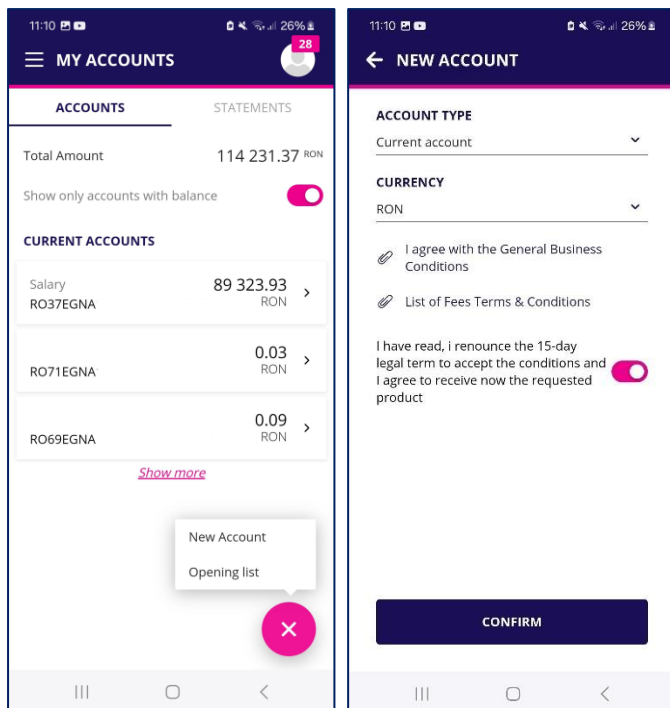 11:10 26%
28
MY ACCOUNTS
ACCOUNTS STATEMENTS
Total Amount 114 231.37 RON
Show only accounts with balance
CURRENT ACCOUNTS
Salary 89 323.93
RO37EGNA RON
0.03
RO71EGNA RON
0.09
RO69EGNA RON
Show more
New Account
Opening list
11:10 26%
NEW ACCOUNT
ACCOUNT TYPE
Current account
CURRENCY
RON
I agree with the General Business
Conditions
List of Fees Terms & Conditions
I have read, i renounce the 15-day
legal term to accept the conditions and
I agree to receive now the requested
product
CONFIRM